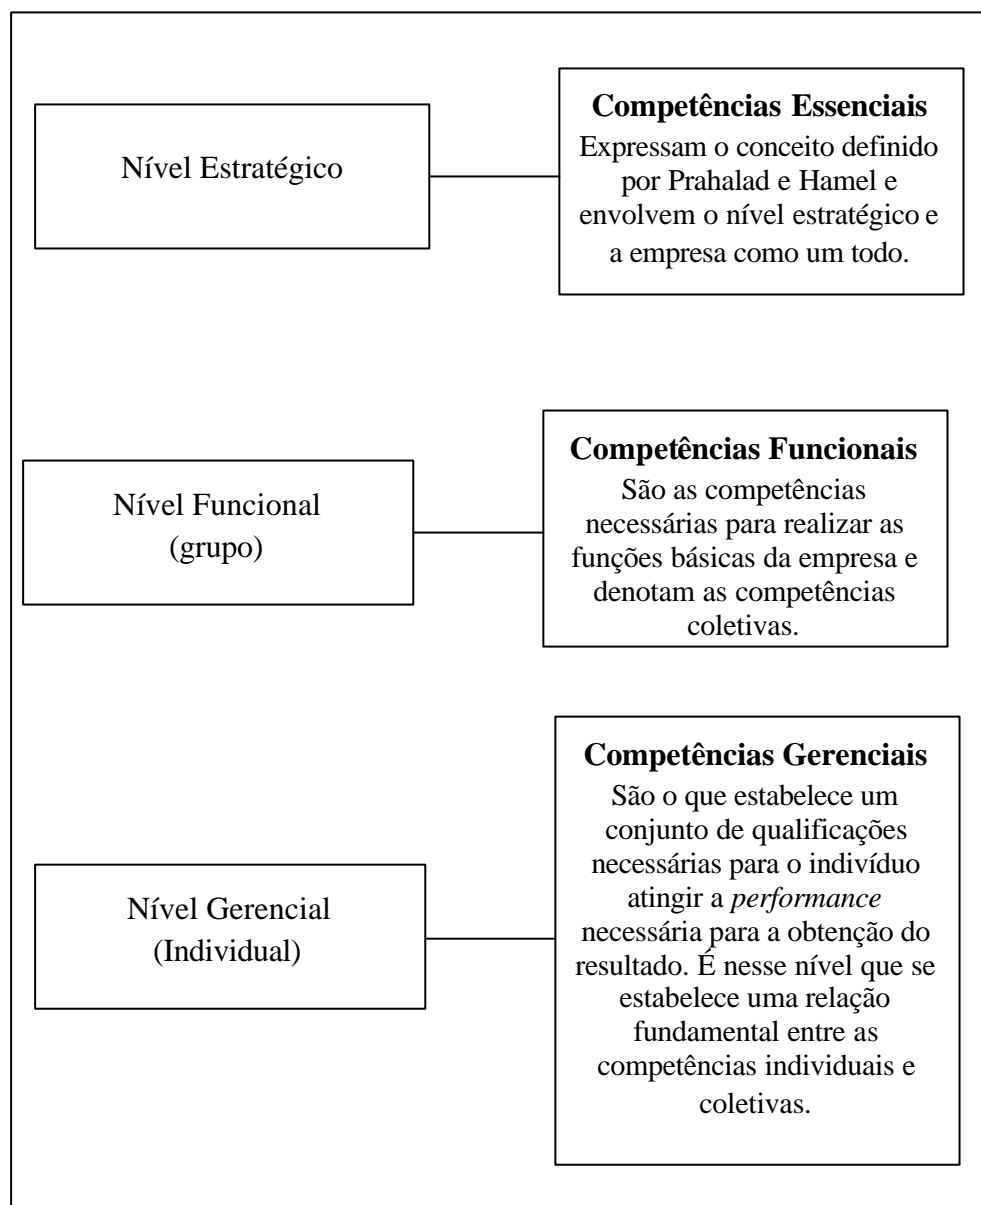 Nível Estratégico
Competências Essenciais
Expressam o conceito definido
por Prahalad e Hamel e
envolvem o nível estratégico e
a empresa como um todo.
Nível Funcional
(grupo)
Competências Funcionais
São as competências
necessárias para realizar as
funções básicas da empresa e
denotam as competências
coletivas.
Nível Gerencial
(Individual)
Competências Gerenciais
São o que estabelece um
conjunto de qualificações
necessárias para o indivíduo
atingir a performance
necessária para a obtenção do
resultado. É nesse nível que se
estabelece uma relação
fundamental entre as
competências individuais e
coletivas.